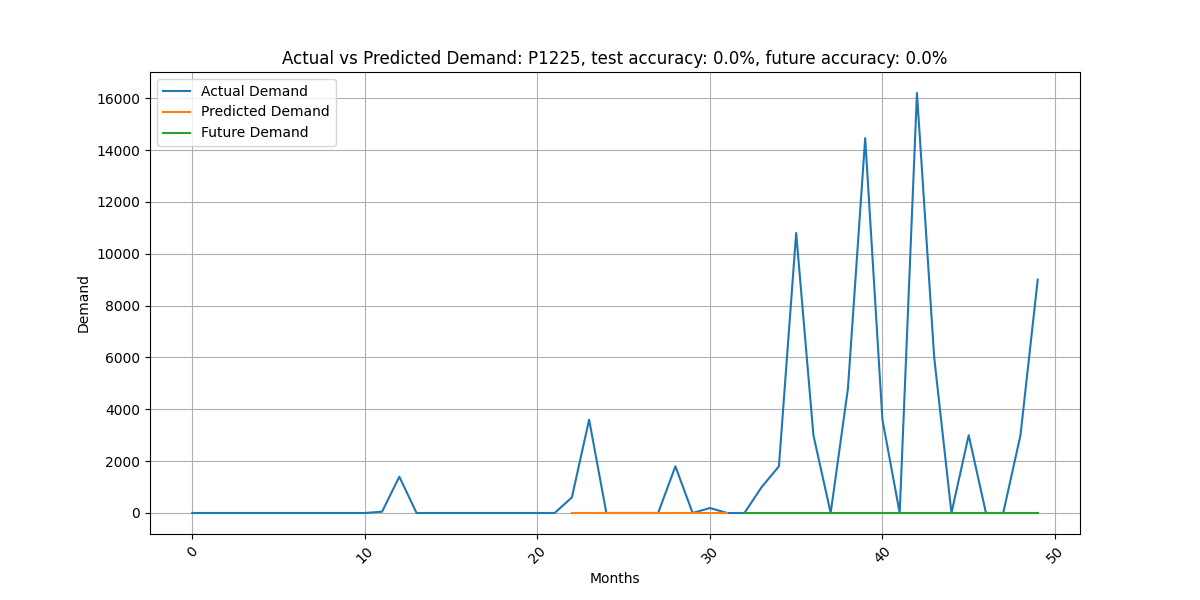 Actual vs Predicted Demand: P1225, test accuracy: 0.0%, future accuracy: 0.0%
Actual Demand
Predicted Demand
Future Demand
16000
14000
12000
10000
8000
6000
4000
2000
0
Demand
0
10
20
30
40
50
Months